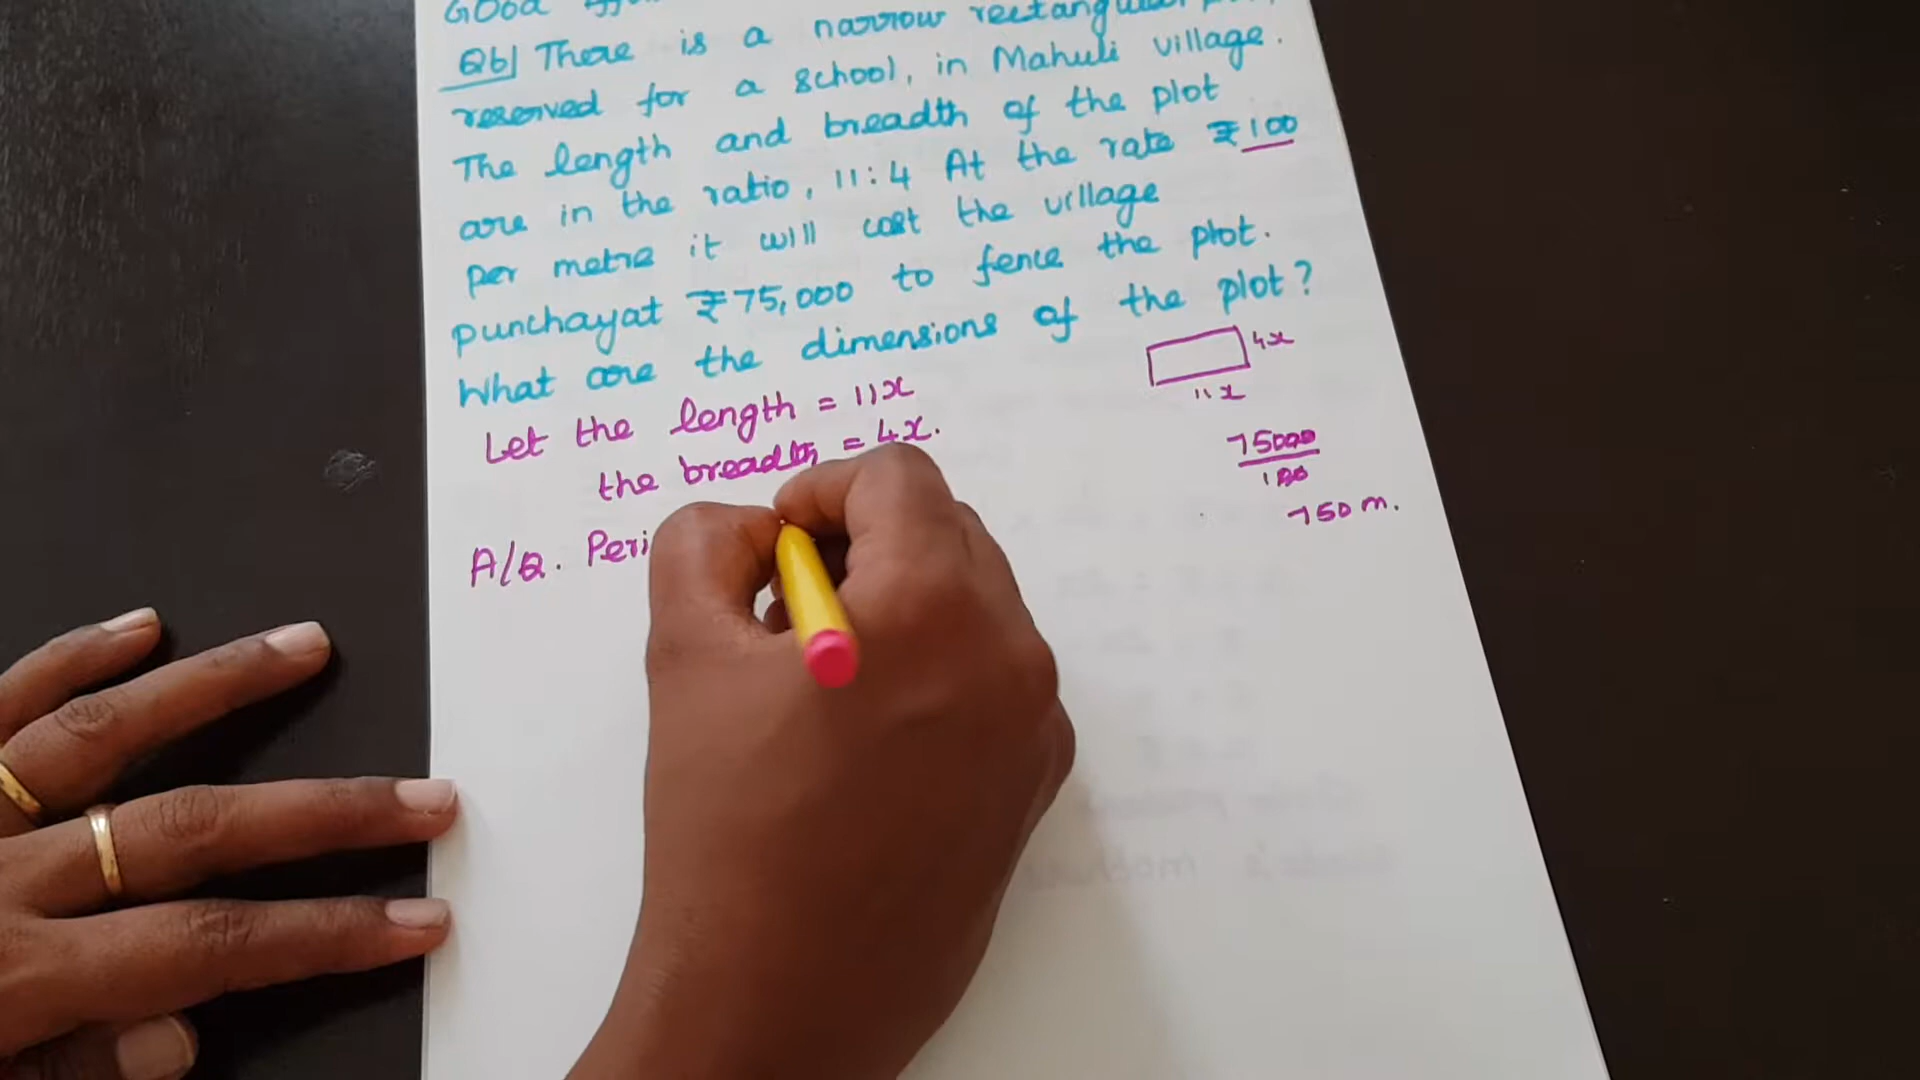 Good
Q6) There is a narrow rectangular
reserved for a school, in Mahuli village.
The length and breadth of the plot
are in the ratio, 11:4 At the rate ₹100
per metre it will cost the village
punchayat ₹75,000 to fence the plot.
What are the dimensions of the plot?
4x
11x
Let the length = 11x
the breadth = 4x.
75000
100
750 m.
A/Q. Peri